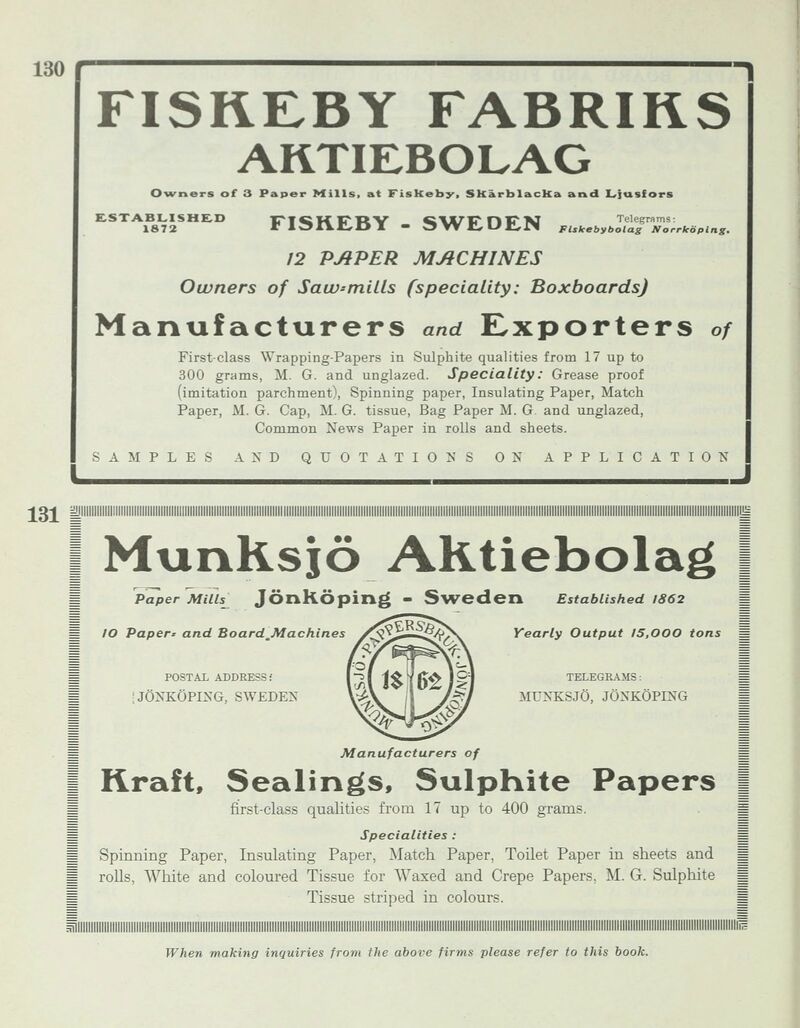 130
FISKEBY FABRIKS
AKTIEBOLAG
Owners of 3 Paper Mills, at Fiskeby, Skärblacka and Ljusfors
ESTABLISHED 1872 FISKEBY - SWEDEN Telegrams: Fiskebybolag Norrköping.
12 PAPER MACHINES
Owners of Saw-mills (speciality: Boxboards)
Manufacturers and Exporters of
First-class Wrapping-Papers in Sulphite qualities from 17 up to
300 grams, M. G. and unglazed. Speciality: Grease proof
(imitation parchment), Spinning paper, Insulating Paper, Match
Paper, M. G. Cap, M. G. tissue, Bag Paper M. G. and unglazed,
Common News Paper in rolls and sheets.
SAMPLES AND QUOTATIONS ON APPLICATION
131
Munksjö Aktiebolag
Paper Mills Jönköping - Sweden Established 1862
10 Paper- and Board Machines
MUNKSJÖ·PAPPERSBRUK·JÖNKÖPING
18 62
Yearly Output 15,000 tons
POSTAL ADDRESS:
JÖNKÖPING, SWEDEN
TELEGRAMS:
MUNKSJÖ, JÖNKÖPING
Manufacturers of
Kraft, Sealings, Sulphite Papers
first-class qualities from 17 up to 400 grams.
Specialities:
Spinning Paper, Insulating Paper, Match Paper, Toilet Paper in sheets and
rolls, White and coloured Tissue for Waxed and Crepe Papers, M. G. Sulphite
Tissue striped in colours.
When making inquiries from the above firms please refer to this book.